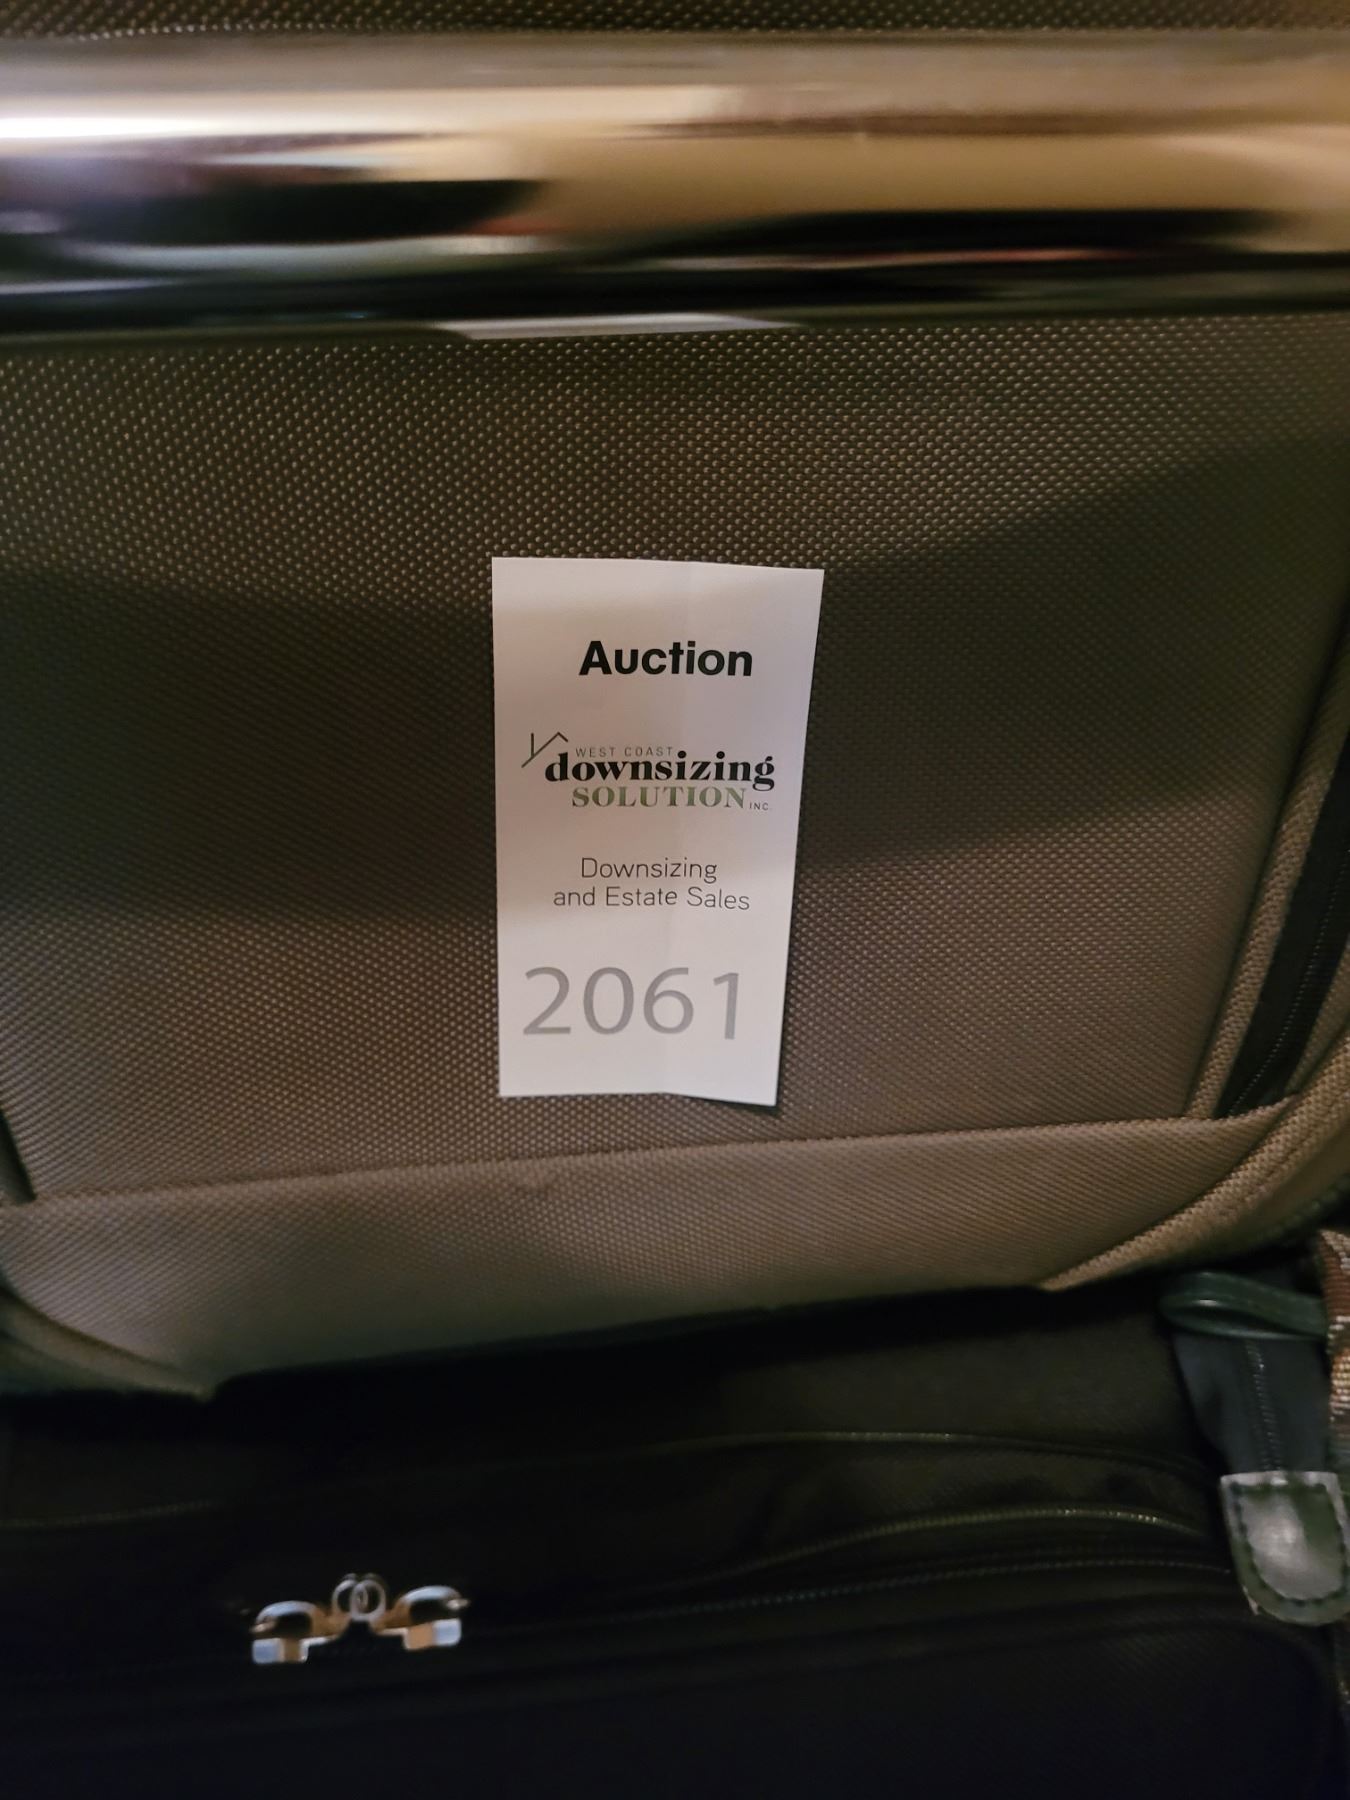 Auction
WEST COAST
downsizing
SOLUTION INC.
Downsizing
and Estate Sales
2061